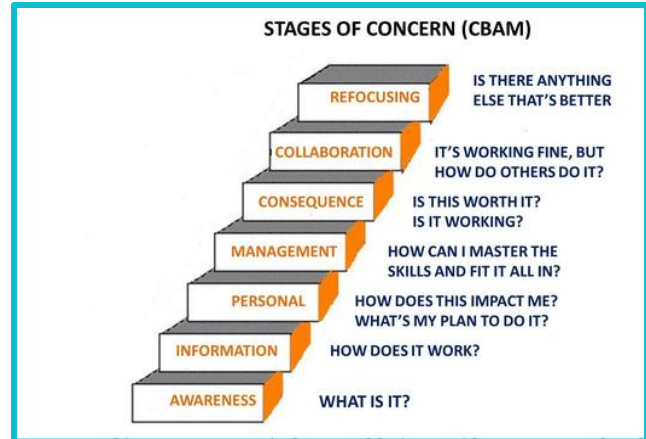 STAGES OF CONCERN (CBAM)
REFOCUSING
IS THERE ANYTHING
ELSE THAT'S BETTER
COLLABORATION
IT'S WORKING FINE, BUT
HOW DO OTHERS DO IT?
CONSEQUENCE
IS THIS WORTH IT?
IS IT WORKING?
MANAGEMENT
HOW CAN I MASTER THE
SKILLS AND FIT IT ALL IN?
PERSONAL
HOW DOES THIS IMPACT ME?
WHAT'S MY PLAN TO DO IT?
INFORMATION
HOW DOES IT WORK?
AWARENESS
WHAT IS IT?